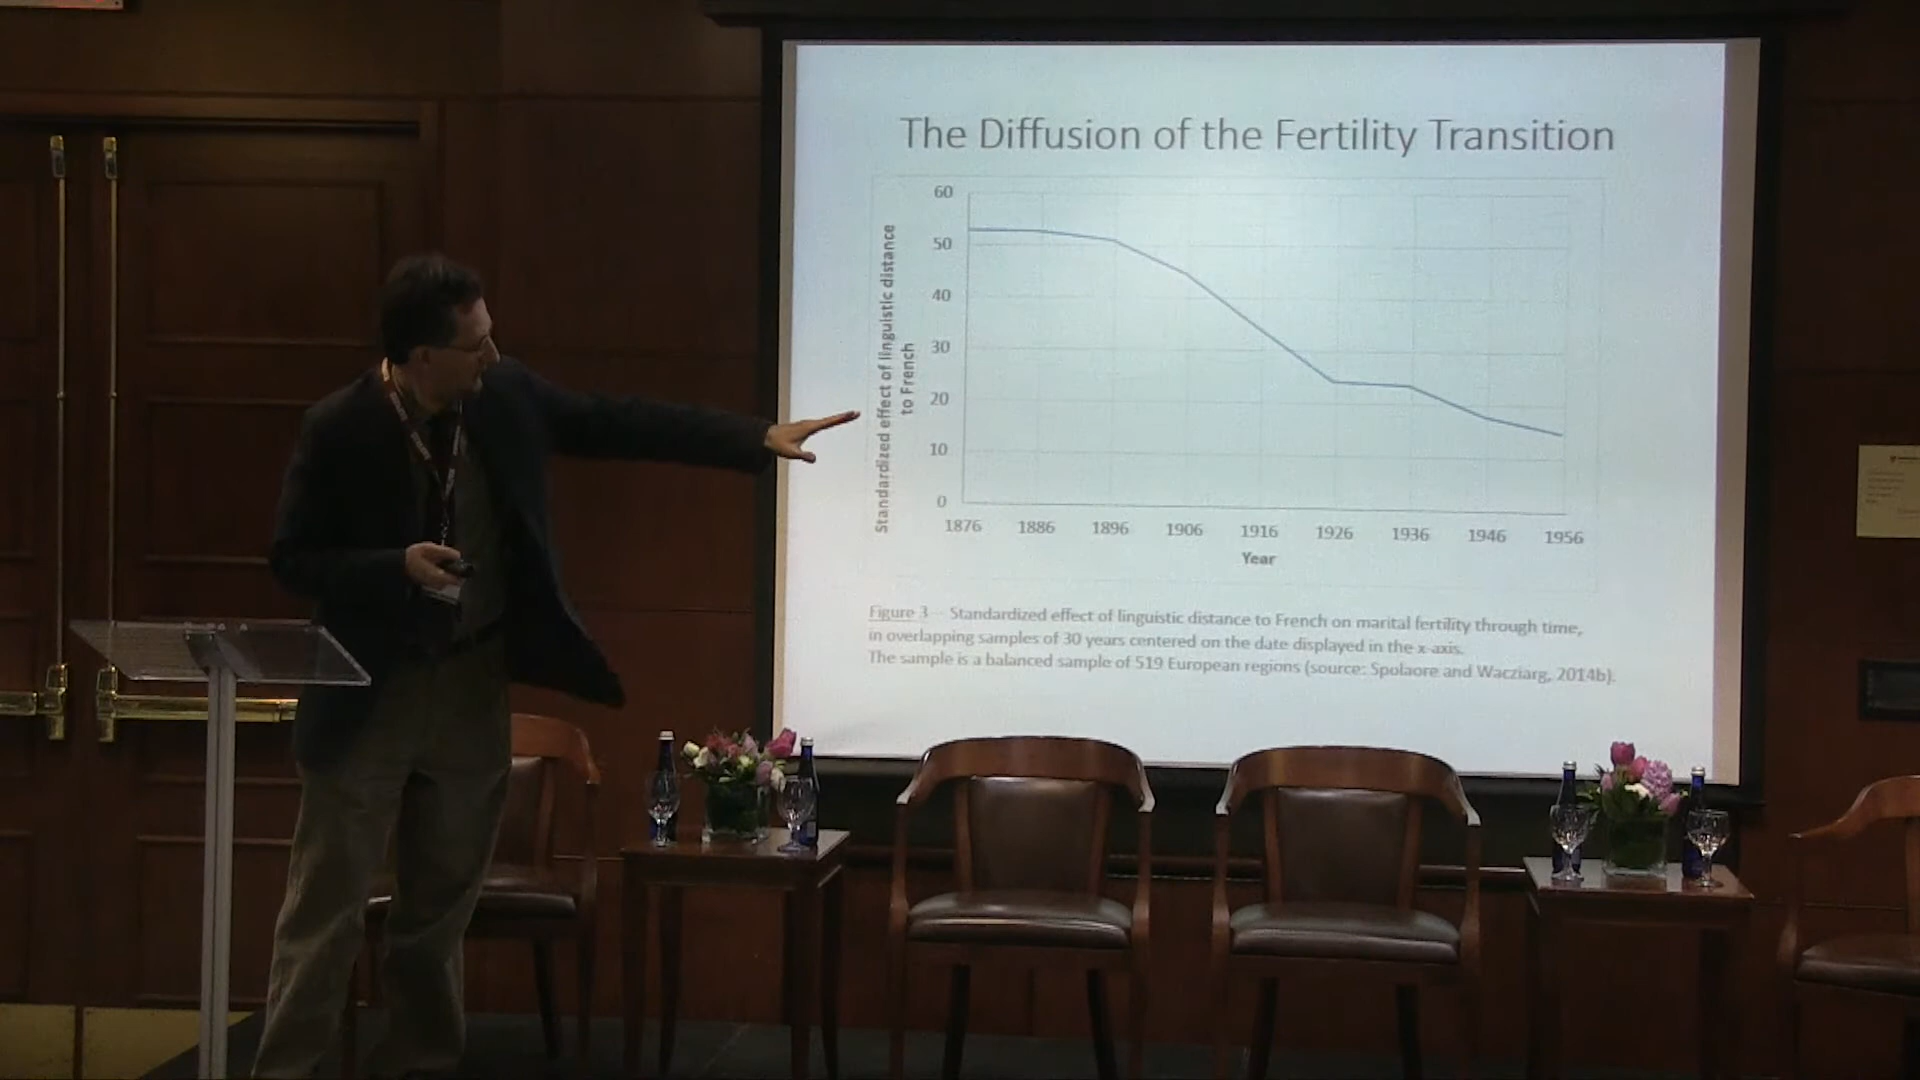 The Diffusion of the Fertility Transition
Standardized effect of linguistic distance
to French
60
50
40
30
20
10
0
1876 1886 1896 1906 1916 1926 1936 1946 1956
Year
Figure 3 – Standardized effect of linguistic distance to French on marital fertility through time,
in overlapping samples of 30 years centered on the date displayed in the x-axis.
The sample is a balanced sample of 519 European regions (source: Spolaore and Wacziarg, 2014b).